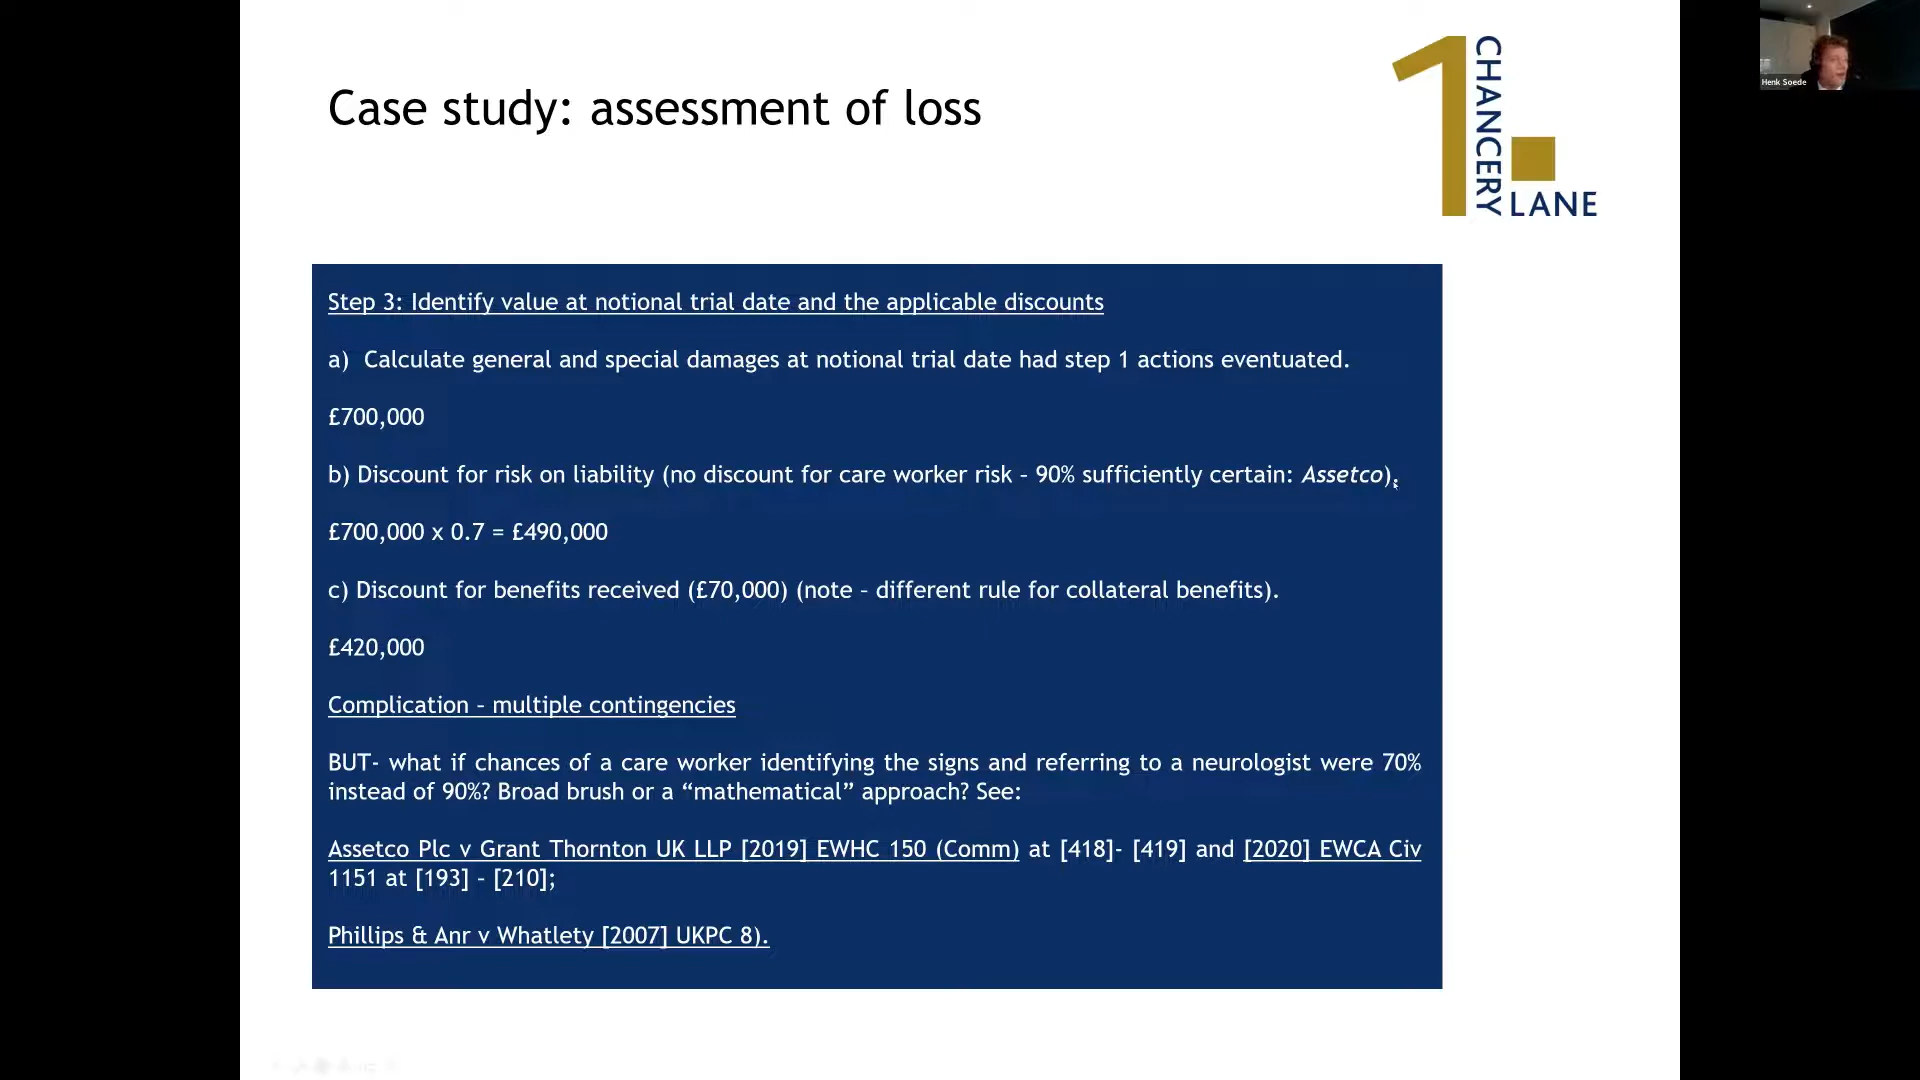 Case study: assessment of loss
1 CHANCERY LANE
Henk Soede
Step 3: Identify value at notional trial date and the applicable discounts
a) Calculate general and special damages at notional trial date had step 1 actions eventuated.
£700,000
b) Discount for risk on liability (no discount for care worker risk – 90% sufficiently certain: Assetco).
£700,000 x 0.7 = £490,000
c) Discount for benefits received (£70,000) (note – different rule for collateral benefits).
£420,000
Complication – multiple contingencies
BUT- what if chances of a care worker identifying the signs and referring to a neurologist were 70%
instead of 90%? Broad brush or a “mathematical” approach? See:
Assetco Plc v Grant Thornton UK LLP [2019] EWHC 150 (Comm) at [418]- [419] and [2020] EWCA Civ
1151 at [193] – [210];
Phillips & Anr v Whatlety [2007] UKPC 8).